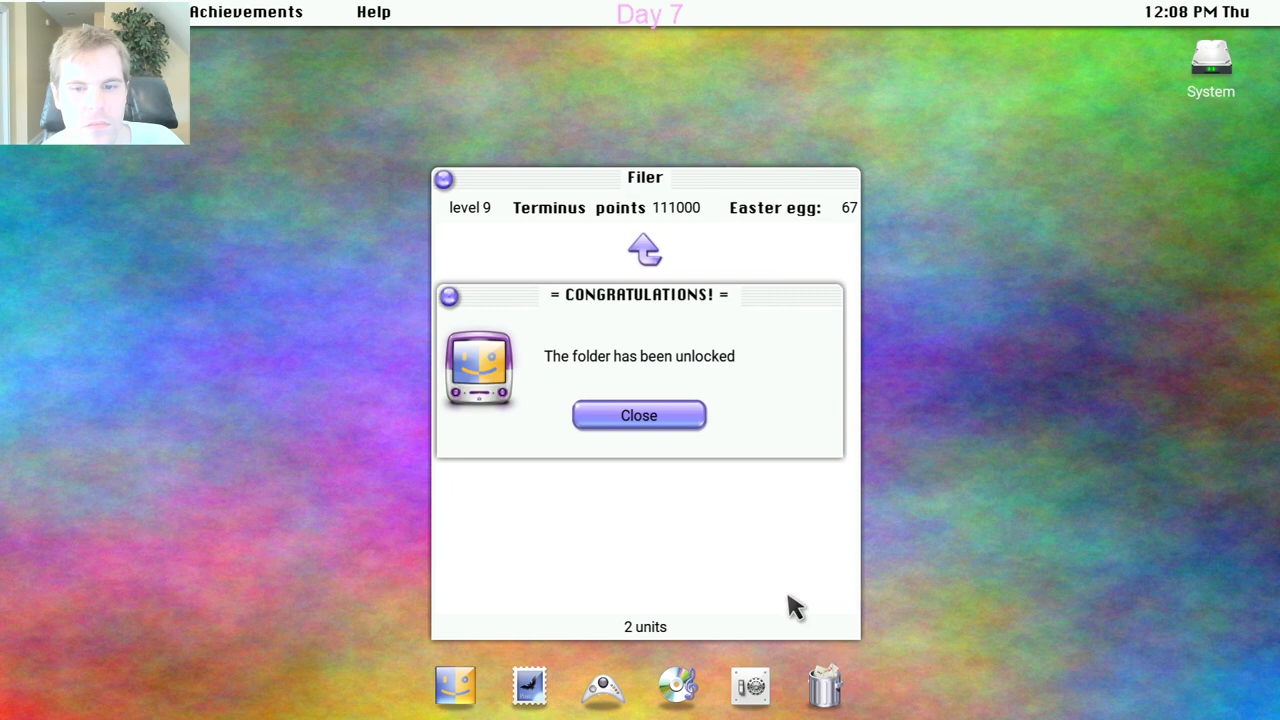 Achievements Help Day 7 12:08 PM Thu
System
Filer
level 9 Terminus points 111000 Easter egg: 67
= CONGRATULATIONS! =
The folder has been unlocked
Close
2 units